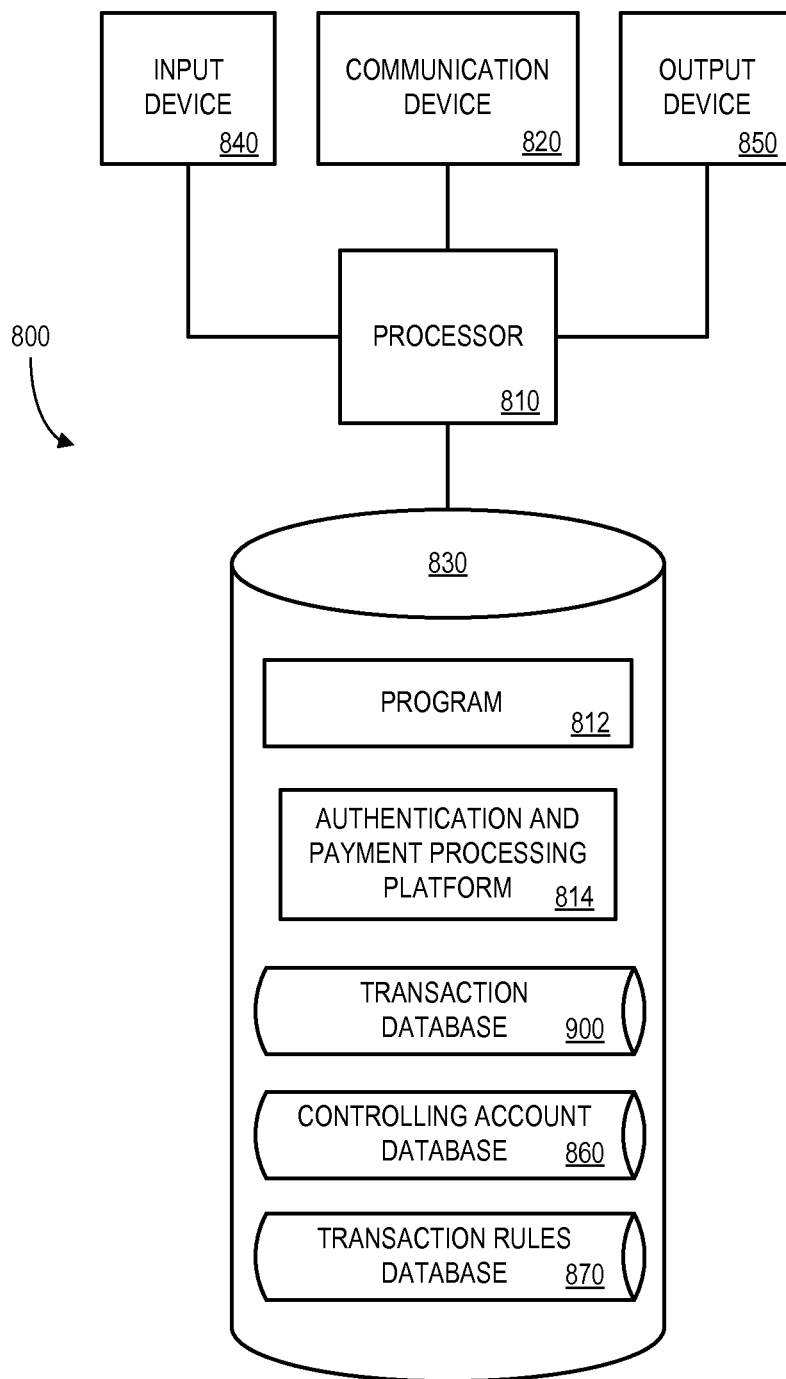 INPUT
DEVICE
840
COMMUNICATION
DEVICE
820
OUTPUT
DEVICE
850
800
PROCESSOR
810
830
PROGRAM
812
AUTHENTICATION AND
PAYMENT PROCESSING
PLATFORM
814
TRANSACTION
DATABASE
900
CONTROLLING ACCOUNT
DATABASE
860
TRANSACTION RULES
DATABASE
870